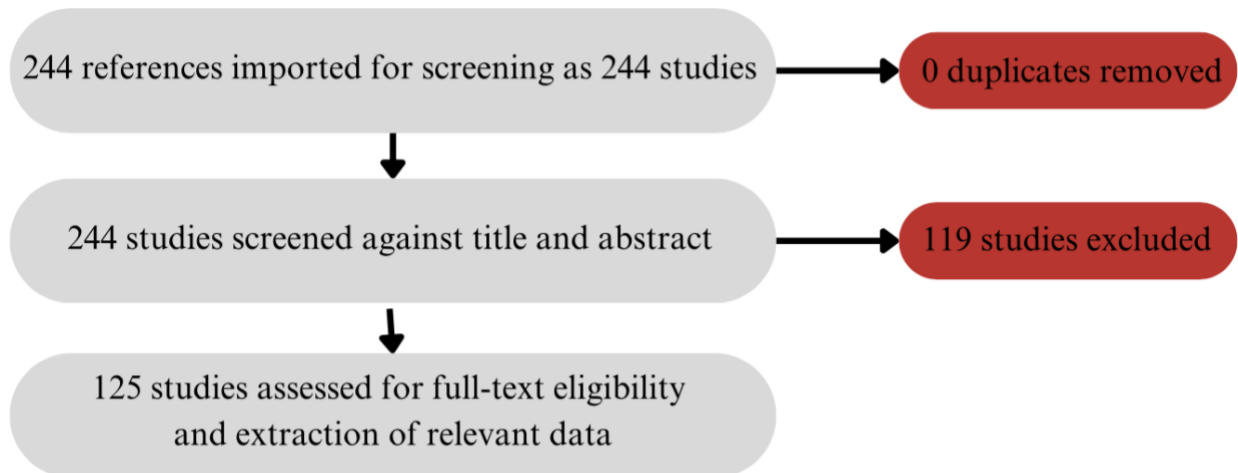 244 references imported for screening as 244 studies
0 duplicates removed
244 studies screened against title and abstract
119 studies excluded
125 studies assessed for full-text eligibility
and extraction of relevant data